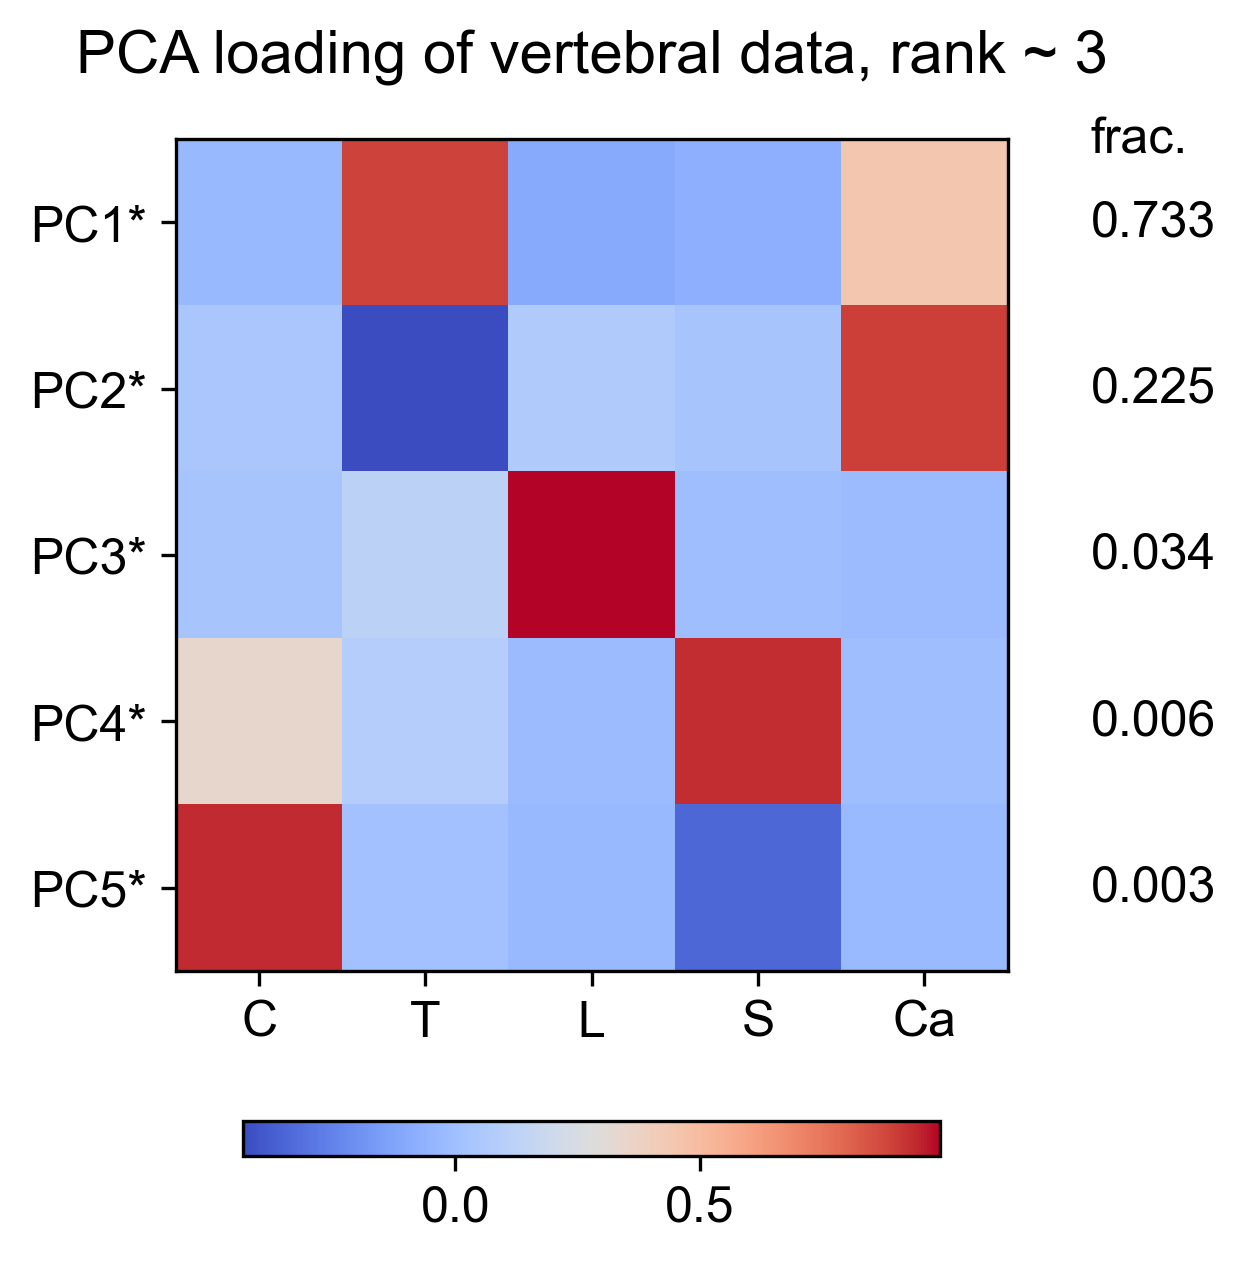 PCA loading of vertebral data, rank ~ 3
frac.
PC1* 0.733
PC2* 0.225
PC3* 0.034
PC4* 0.006
PC5* 0.003
C T L S Ca
0.0 0.5